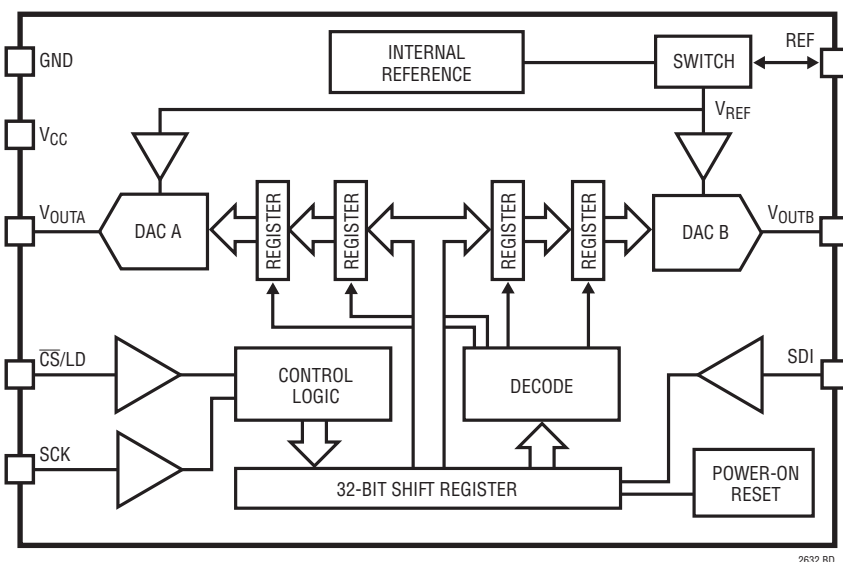 GND
INTERNAL
REFERENCE
SWITCH
REF
VREF
VCC
VOUTA
DAC A
REGISTER
REGISTER
REGISTER
REGISTER
DAC B
VOUTB
CS/LD
CONTROL
LOGIC
DECODE
SDI
SCK
32-BIT SHIFT REGISTER
POWER-ON
RESET
2632 BD